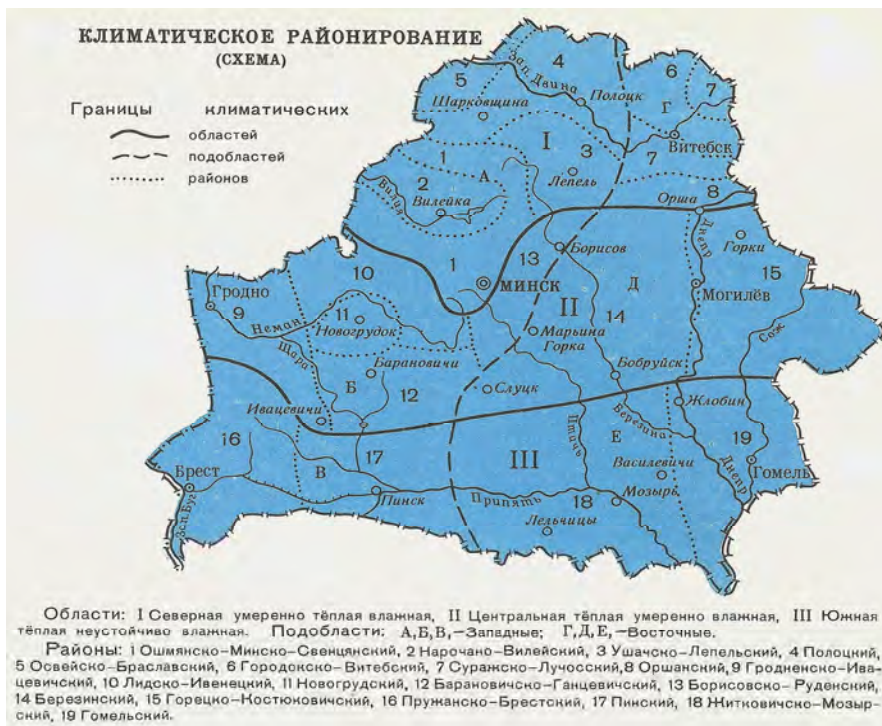 КЛИМАТИЧЕСКОЕ РАЙОНИРОВАНИЕ
(СХЕМА)
Границы климатических
областей
подобластей
районов
5
4
6
7
Зап. Двина
Полоцк
Шарковщина
Г
Витебск
I
1
3
7
А
2
Лепель
Вилия
Вилейка
8
Орша
Днепр
Горки
Борисов
10
1
13
МИНСК
15
Д
Гродно
9
Неман
11
Новогрудок
II
14
Могилёв
Марьина
Горка
Сож
Щара
Барановичи
Бобруйск
Б
12
Слуцк
Ивацевичи
Жлобин
Птичь
Березина
16
17
В
III
Е
19
Василевичи
Гомель
Брест
Днепр
Зап. Буг
Пинск
Припять
18
Мозырь
Лельчицы
Области: I Северная умеренно тёплая влажная, II Центральная тёплая умеренно влажная, III Южная
тёплая неустойчиво влажная. Подобласти: А,Б,В,–Западные; Г,Д,Е,–Восточные.
Районы: 1 Ошмянско–Минско–Свенцянский, 2 Нарочано–Вилейский, 3 Ушачско–Лепельский, 4 Полоцкий,
5 Освейско–Браславский, 6 Городокско–Витебский, 7 Суражско–Лучосский,8 Оршанский,9 Гродненско–Ива-
цевичский, 10 Лидско–Ивенецкий, 11 Новогрудский, 12 Барановичско–Ганцевичский, 13 Борисовско–Руденский,
14 Березинский, 15 Горецко–Костюковичский, 16 Пружанско–Брестский, 17 Пинский, 18 Житковичско–Мозыр-
ский, 19 Гомельский.